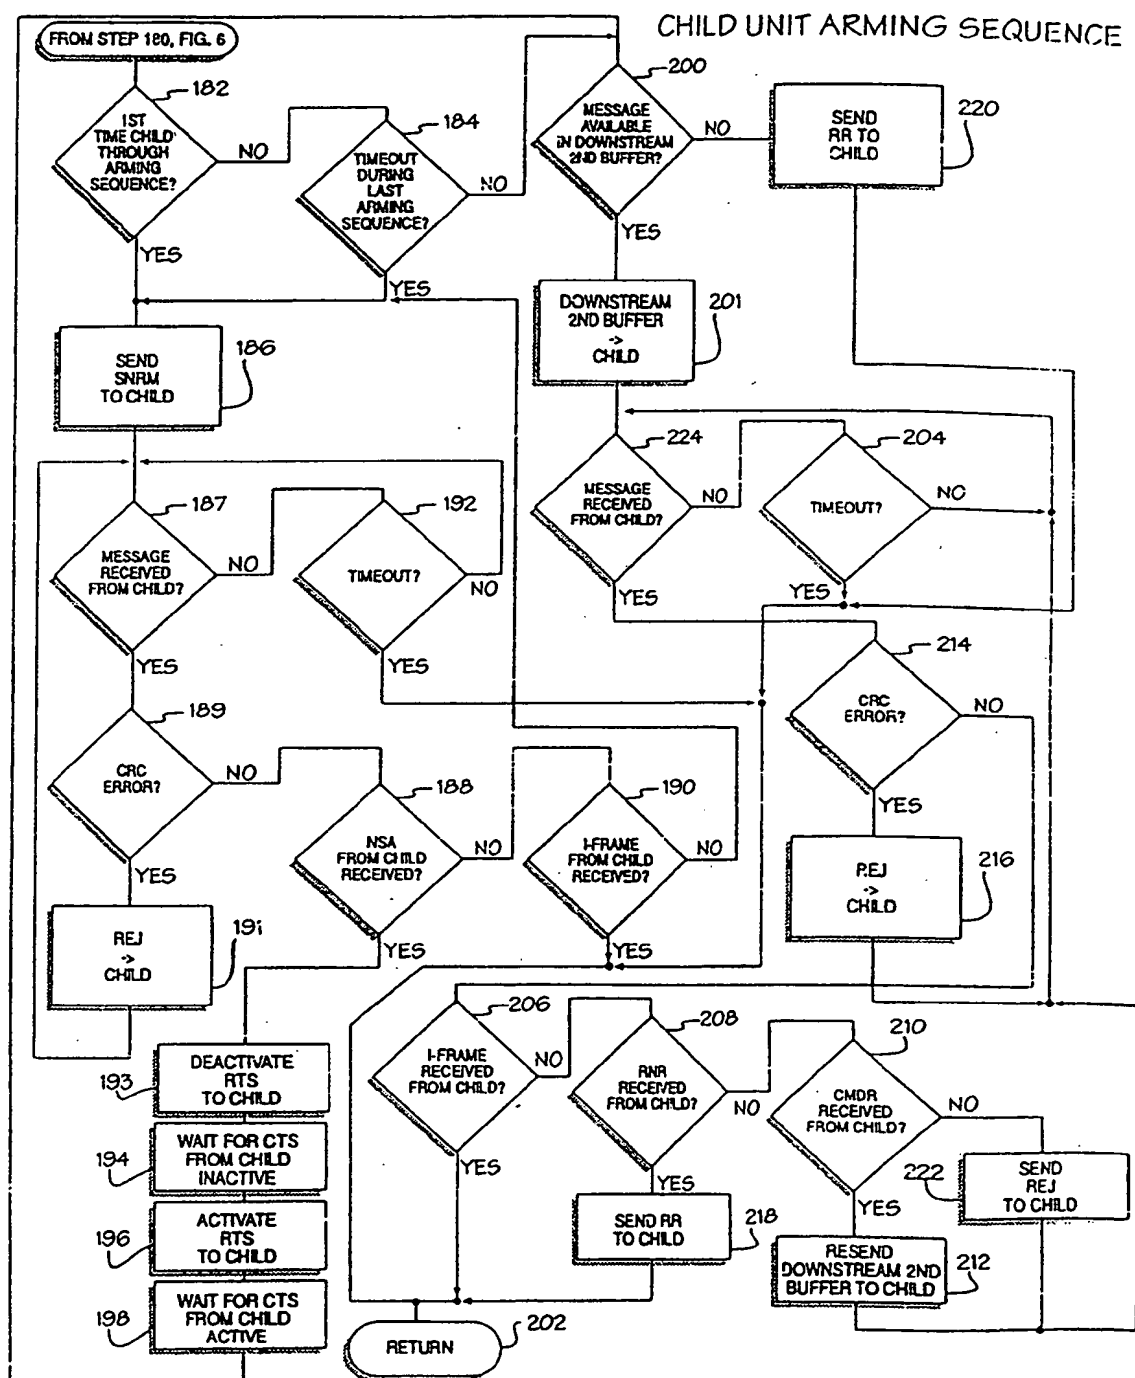 CHILD UNIT ARMING SEQUENCE
FROM STEP 180, FIG. 6
182
1ST
TIME CHILD
THROUGH
ARMING
SEQUENCE?
NO
YES
184
TIMEOUT
DURING
LAST
ARMING
SEQUENCE?
NO
YES
200
MESSAGE
AVAILABLE
IN DOWNSTREAM
2ND BUFFER?
NO
YES
220
SEND
RR TO
CHILD
186
SEND
SNRM
TO CHILD
201
DOWNSTREAM
2ND BUFFER
->
CHILD
187
MESSAGE
RECEIVED
FROM CHILD?
NO
YES
192
TIMEOUT?
NO
YES
224
MESSAGE
RECEIVED
FROM CHILD?
NO
YES
204
TIMEOUT?
NO
YES
189
CRC
ERROR?
NO
YES
188
NSA
FROM CHILD
RECEIVED?
NO
YES
190
I-FRAME
FROM CHILD
RECEIVED?
NO
YES
214
CRC
ERROR?
NO
YES
191
REJ
->
CHILD
216
REJ
->
CHILD
193
DEACTIVATE
RTS
TO CHILD
194
WAIT FOR CTS
FROM CHILD
INACTIVE
196
ACTIVATE
RTS
TO CHILD
198
WAIT FOR CTS
FROM CHILD
ACTIVE
206
I-FRAME
RECEIVED
FROM CHILD?
NO
YES
208
RNR
RECEIVED
FROM CHILD?
NO
YES
210
CMDR
RECEIVED
FROM CHILD?
NO
YES
218
SEND RR
TO CHILD
222
SEND
REJ
TO CHILD
212
RESEND
DOWNSTREAM 2ND
BUFFER TO CHILD
202
RETURN